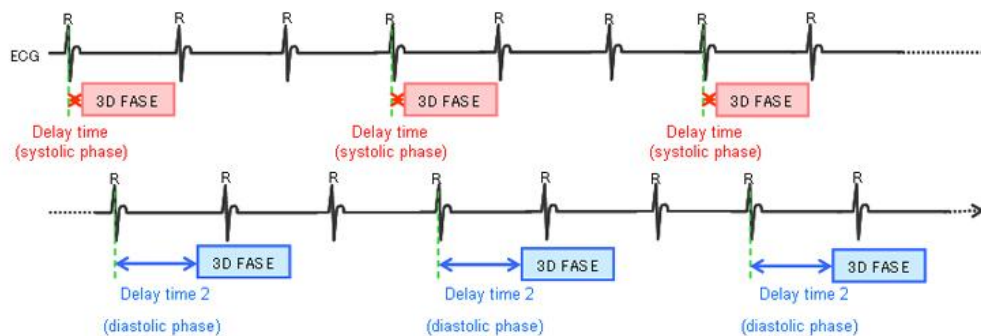 R R R R R R R
ECG
3D FASE 3D FASE 3D FASE
Delay time Delay time Delay time
(systolic phase) (systolic phase) (systolic phase)
R R R R R R R
3D FASE 3D FASE 3D FASE
Delay time 2 Delay time 2 Delay time 2
(diastolic phase) (diastolic phase) (diastolic phase)